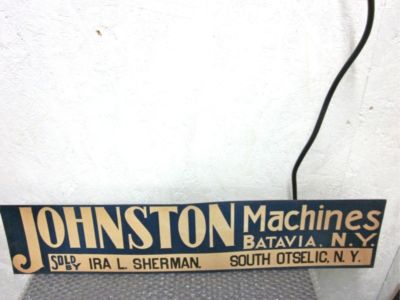 JOHNSTON Machines
BATAVIA, N.Y.
SOLD BY IRA L. SHERMAN. SOUTH OTSELIC, N.Y.